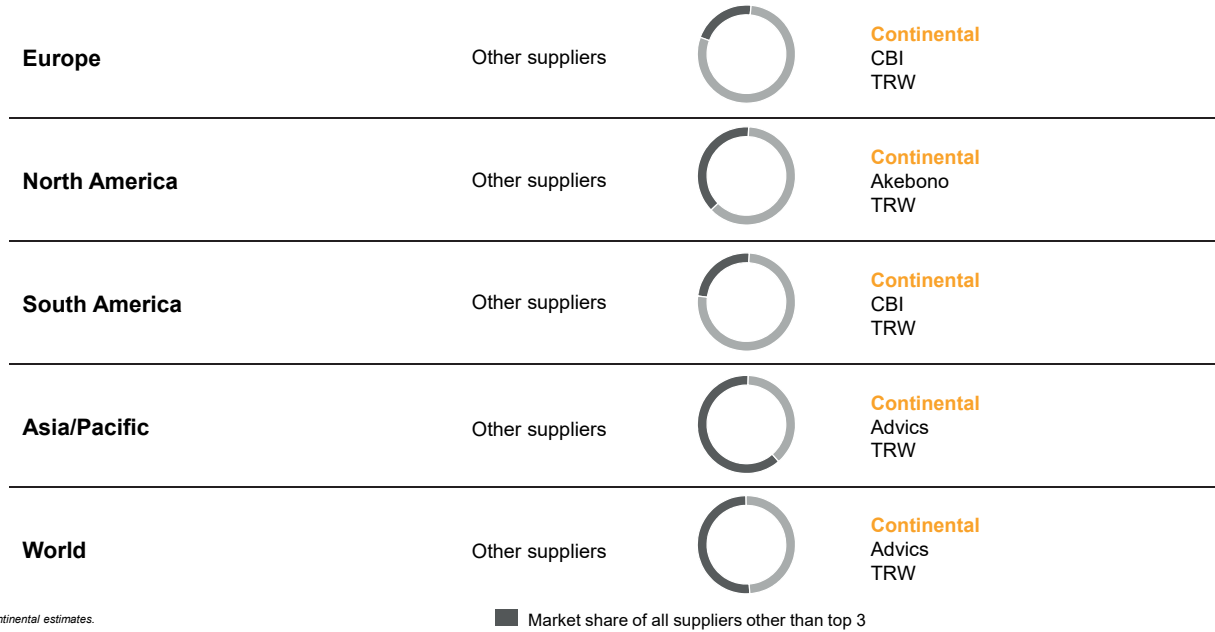 Europe
Other suppliers
Continental
CBI
TRW
North America
Other suppliers
Continental
Akebono
TRW
South America
Other suppliers
Continental
CBI
TRW
Asia/Pacific
Other suppliers
Continental
Advics
TRW
World
Other suppliers
Continental
Advics
TRW
ntinental estimates.
Market share of all suppliers other than top 3